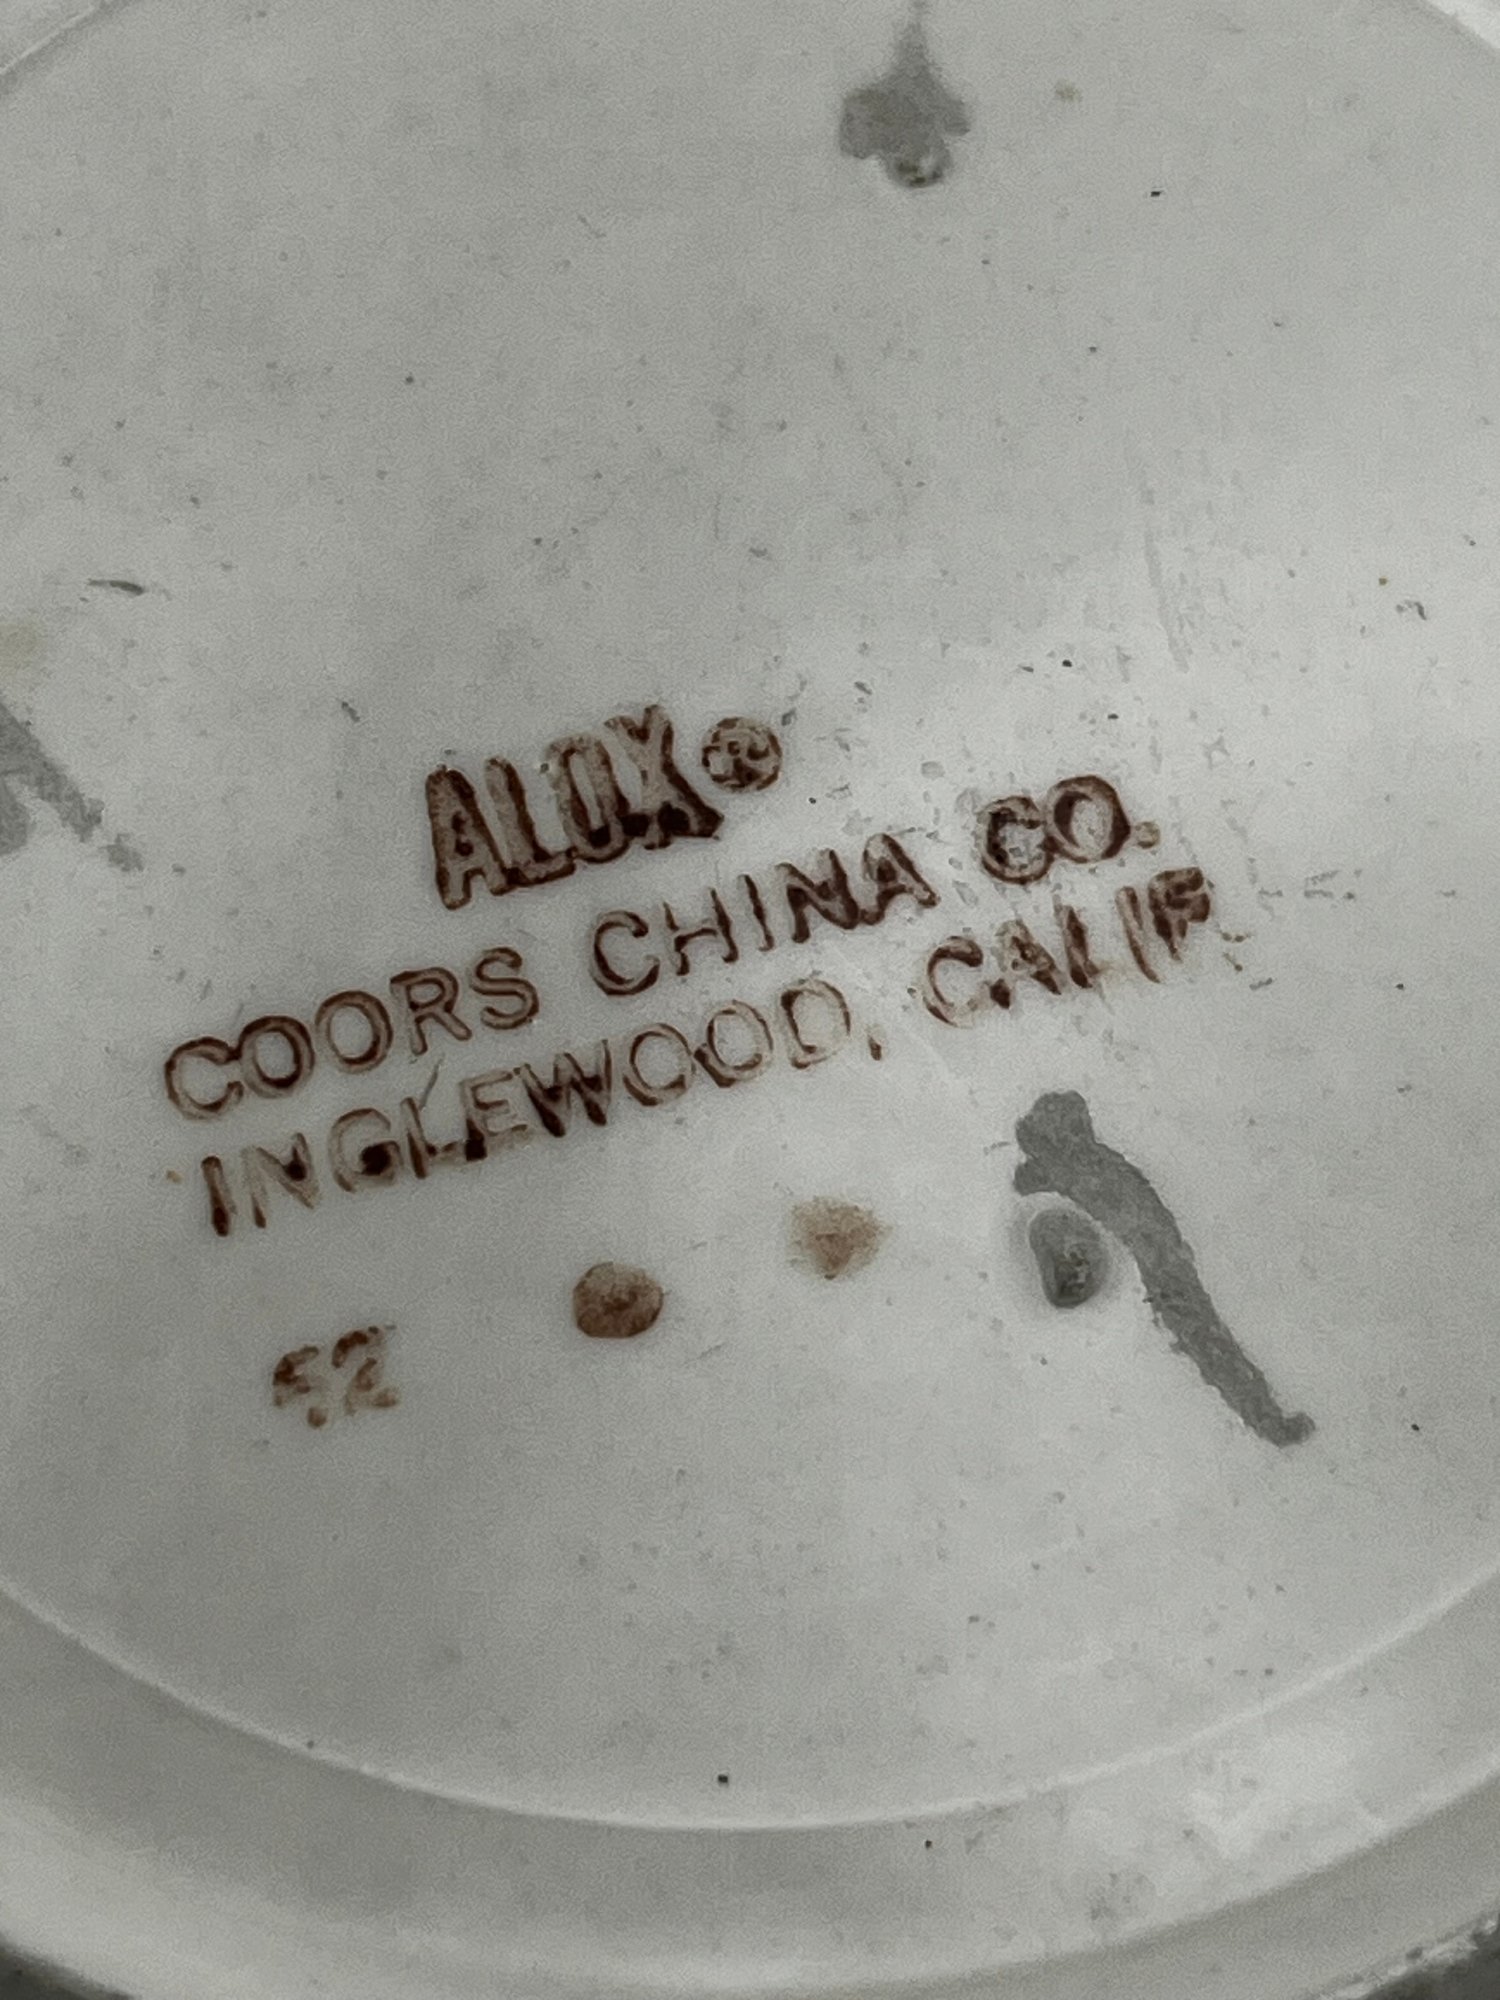 ALOX®
COORS CHINA CO.
INGLEWOOD, CALIF.
52